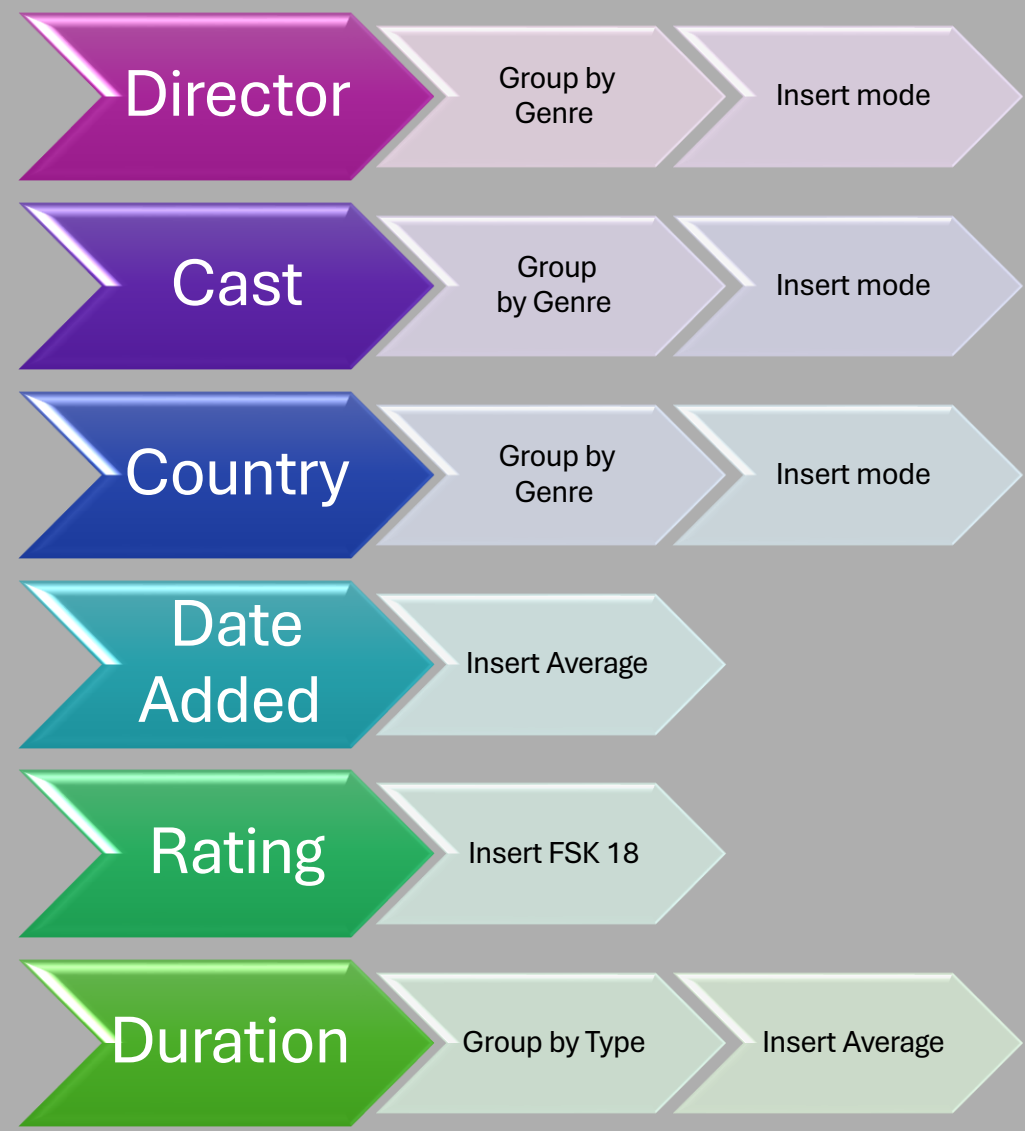 Director
Group by
Genre
Insert mode
Cast
Group
by Genre
Insert mode
Country
Group by
Genre
Insert mode
Date
Added
Insert Average
Rating
Insert FSK 18
Duration
Group by Type
Insert Average